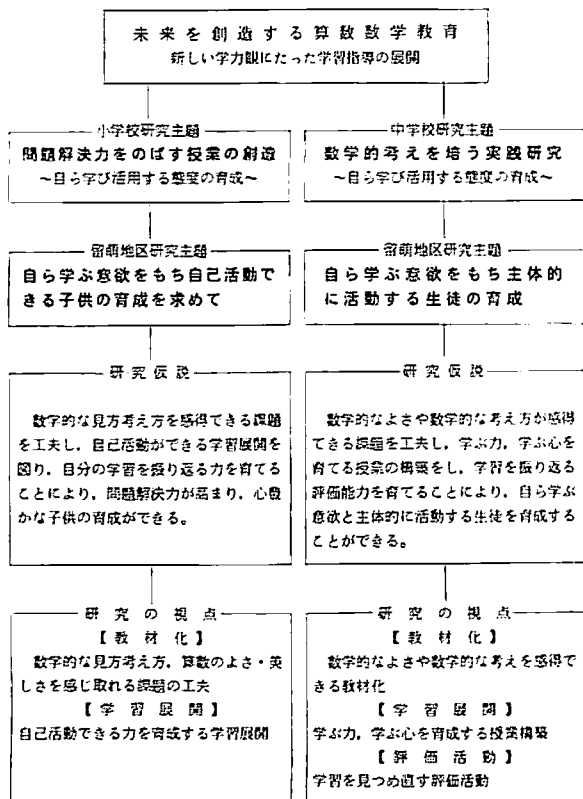 未来を創造する算数数学教育
新しい学力観にたった学習指導の展開
小学校研究主題
問題解決力をのばす授業の創造
～自ら学び活用する態度の育成～
留萌地区研究主題
自ら学ぶ意欲をもち自己活動で
きる子供の育成を求めて
研究仮説
数学的な見方考え方を感得できる課題
を工夫し，自己活動ができる学習展開を
図り，自分の学習を振り返る力を育てる
ことにより，問題解決力が高まり，心豊
かな子供の育成ができる。
研究の視点
【教材化】
数学的な見方考え方，算数のよさ・美
しさを感じ取れる課題の工夫
【学習展開】
自己活動できる力を育成する学習展開
中学校研究主題
数学的考えを培う実践研究
～自ら学び活用する態度の育成～
留萌地区研究主題
自ら学ぶ意欲をもち主体的
に活動する生徒の育成
研究仮説
数学的なよさや数学的な考え方が感得
できる課題を工夫し，学ぶ力，学ぶ心を
育てる授業の構築をし，学習を振り返る
評価能力を育てることにより，自ら学ぶ
意欲と主体的に活動する生徒を育成する
ことができる。
研究の視点
【教材化】
数学的なよさや数学的な考えを感得で
きる教材化
【学習展開】
学ぶ力，学ぶ心を育成する授業構築
【評価活動】
学習を見つめ直す評価活動